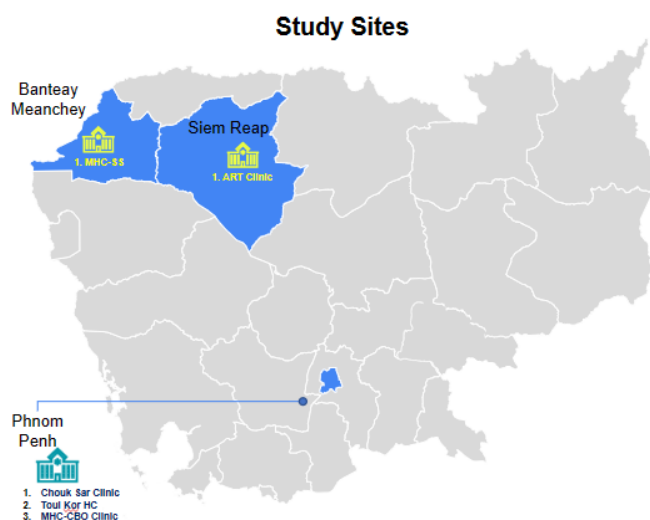 Study Sites
Banteay
Meanchey
1. MHC-SS
Siem Reap
1. ART Clinic
Phnom
Penh
1. Chouk Sar Clinic
2. Toul Kor HC
3. MHC-CBO Clinic